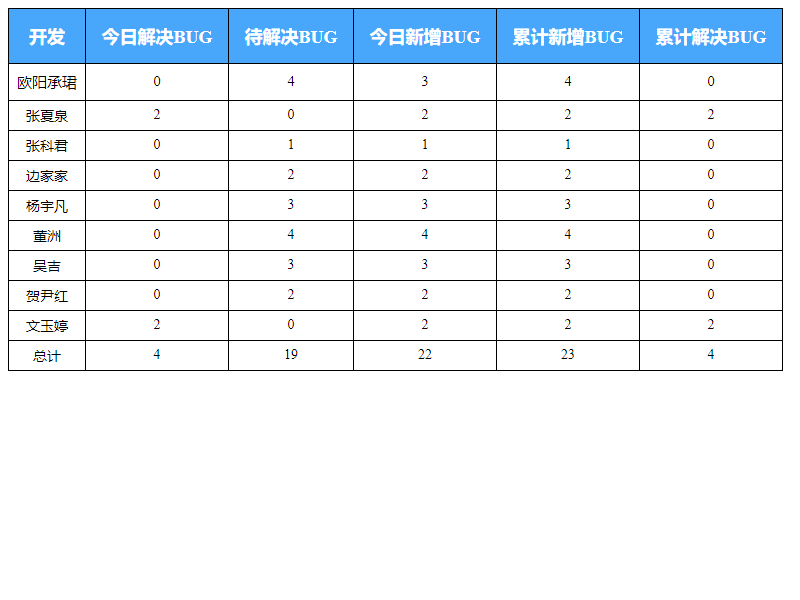 开发 今日解决BUG 待解决BUG 今日新增BUG 累计新增BUG 累计解决BUG
欧阳承珺 0 4 3 4 0
张夏泉 2 0 2 2 2
张科君 0 1 1 1 0
边家家 0 2 2 2 0
杨宇凡 0 3 3 3 0
董洲 0 4 4 4 0
吴吉 0 3 3 3 0
贺尹红 0 2 2 2 0
文玉婷 2 0 2 2 2
总计 4 19 22 23 4